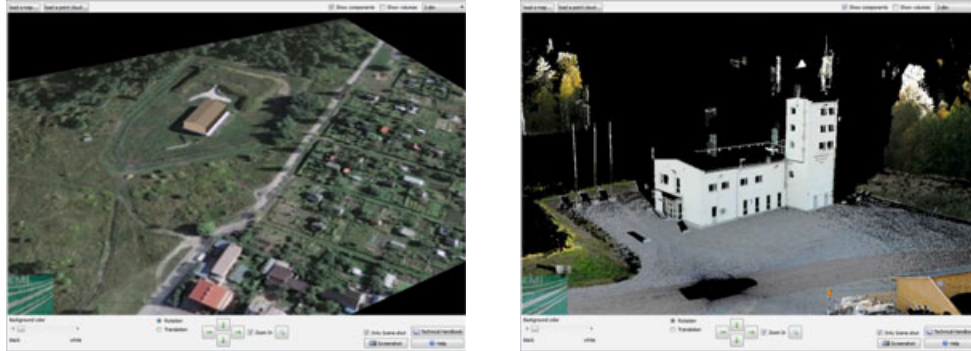 load a map... load a point cloud... Show components Show volumes
Background color
black white
Rotation
Translation
Zoom in
Only scene shot
Screenshot
Technical Handbook
Help
load a map... load a point cloud... Show components Show volumes
EMI
Background color
black white
Rotation
Translation
Zoom in
Only scene shot
Screenshot
Technical Handbook
Help